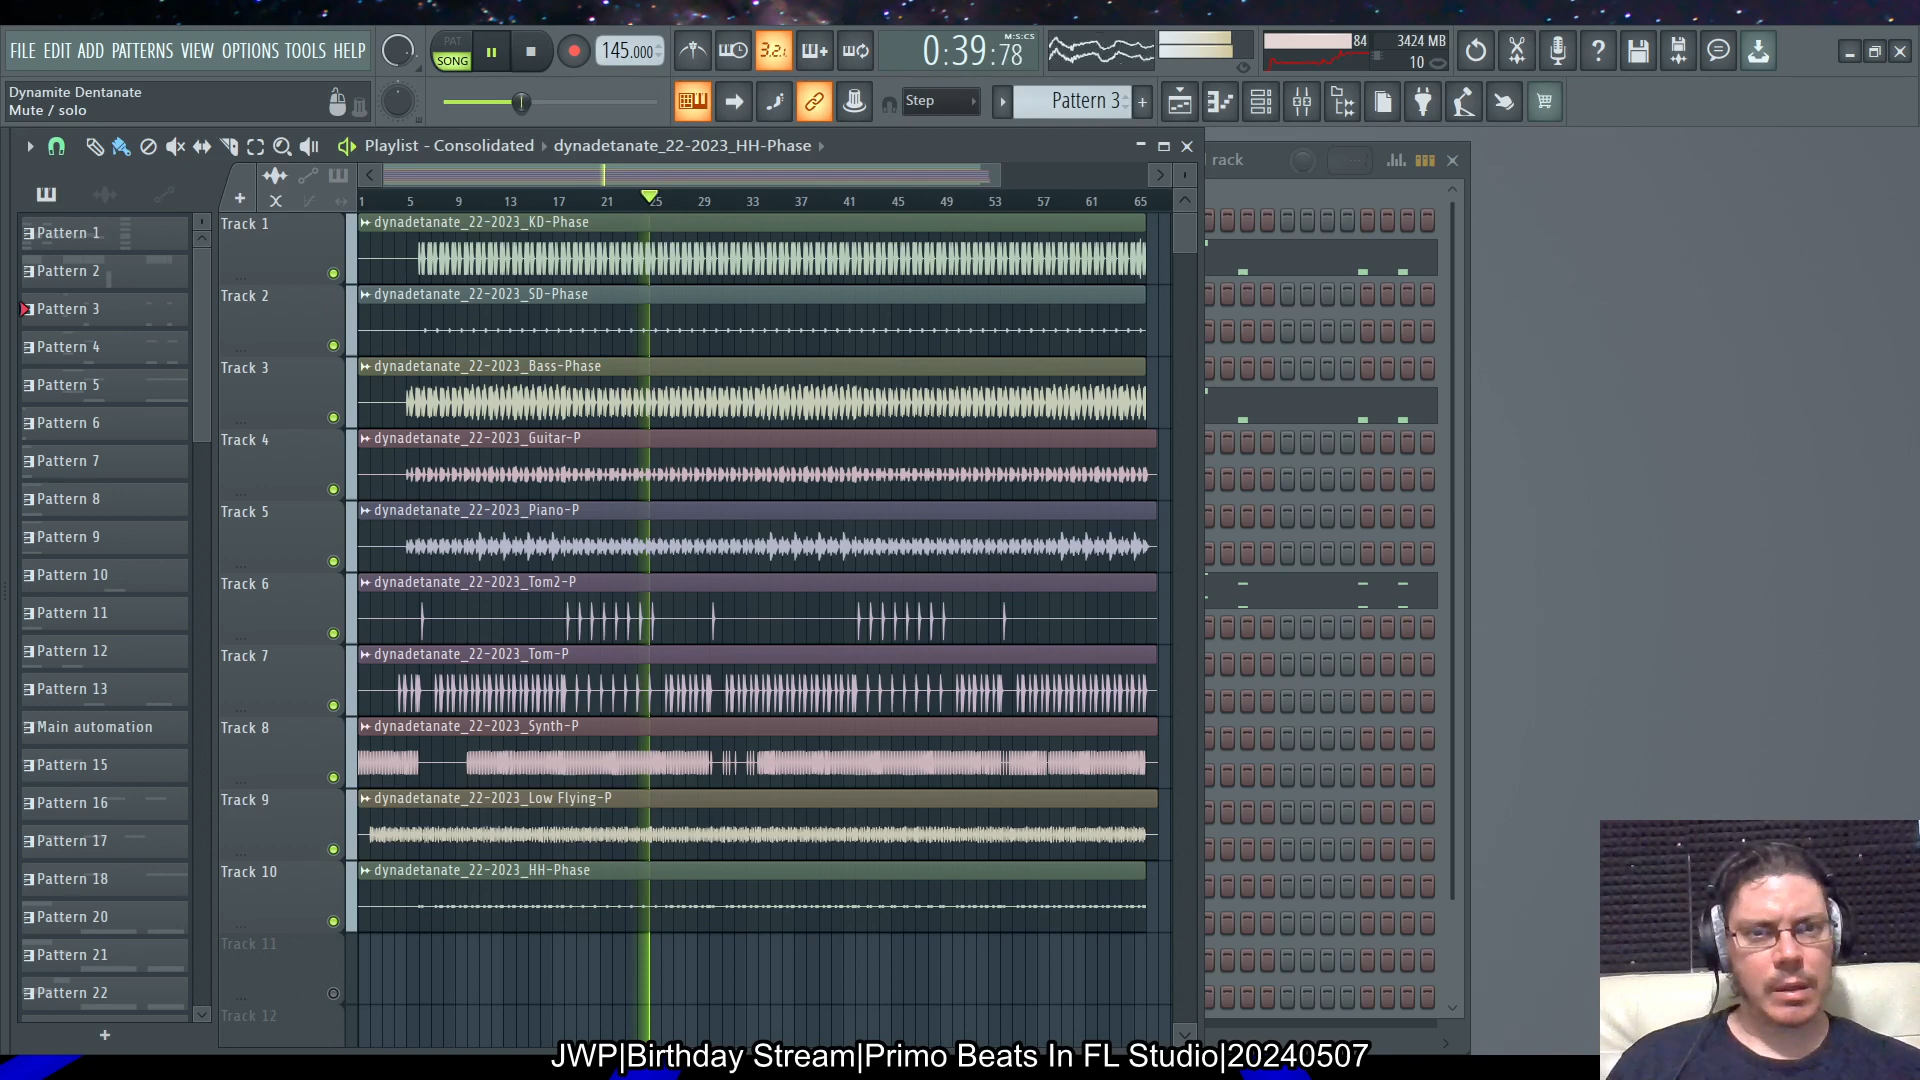 FILE EDIT ADD PATTERNS VIEW OPTIONS TOOLS HELP
PAT
SONG
145.000
3.2.1
0:39:78
M:S:CS
84
3424 MB
10
Dynamite Dentanate
Mute / solo
Step
Pattern 3
Playlist - Consolidated
dynadetanate_22-2023_HH-Phase
rack
1 5 9 13 17 21 25 29 33 37 41 45 49 53 57 61 65
Pattern 1
Pattern 2
Pattern 3
Pattern 4
Pattern 5
Pattern 6
Pattern 7
Pattern 8
Pattern 9
Pattern 10
Pattern 11
Pattern 12
Pattern 13
Main automation
Pattern 15
Pattern 16
Pattern 17
Pattern 18
Pattern 20
Pattern 21
Pattern 22
Track 1
dynadetanate_22-2023_KD-Phase
Track 2
dynadetanate_22-2023_SD-Phase
Track 3
dynadetanate_22-2023_Bass-Phase
Track 4
dynadetanate_22-2023_Guitar-P
Track 5
dynadetanate_22-2023_Piano-P
Track 6
dynadetanate_22-2023_Tom2-P
Track 7
dynadetanate_22-2023_Tom-P
Track 8
dynadetanate_22-2023_Synth-P
Track 9
dynadetanate_22-2023_Low Flying-P
Track 10
dynadetanate_22-2023_HH-Phase
Track 11
Track 12
JWP|Birthday Stream|Primo Beats In FL Studio|20240507